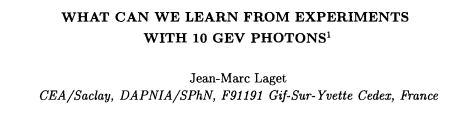 WHAT CAN WE LEARN FROM EXPERIMENTS
WITH 10 GEV PHOTONS¹
Jean-Marc Laget
CEA/Saclay, DAPNIA/SPhN, F91191 Gif-Sur-Yvette Cedex, France